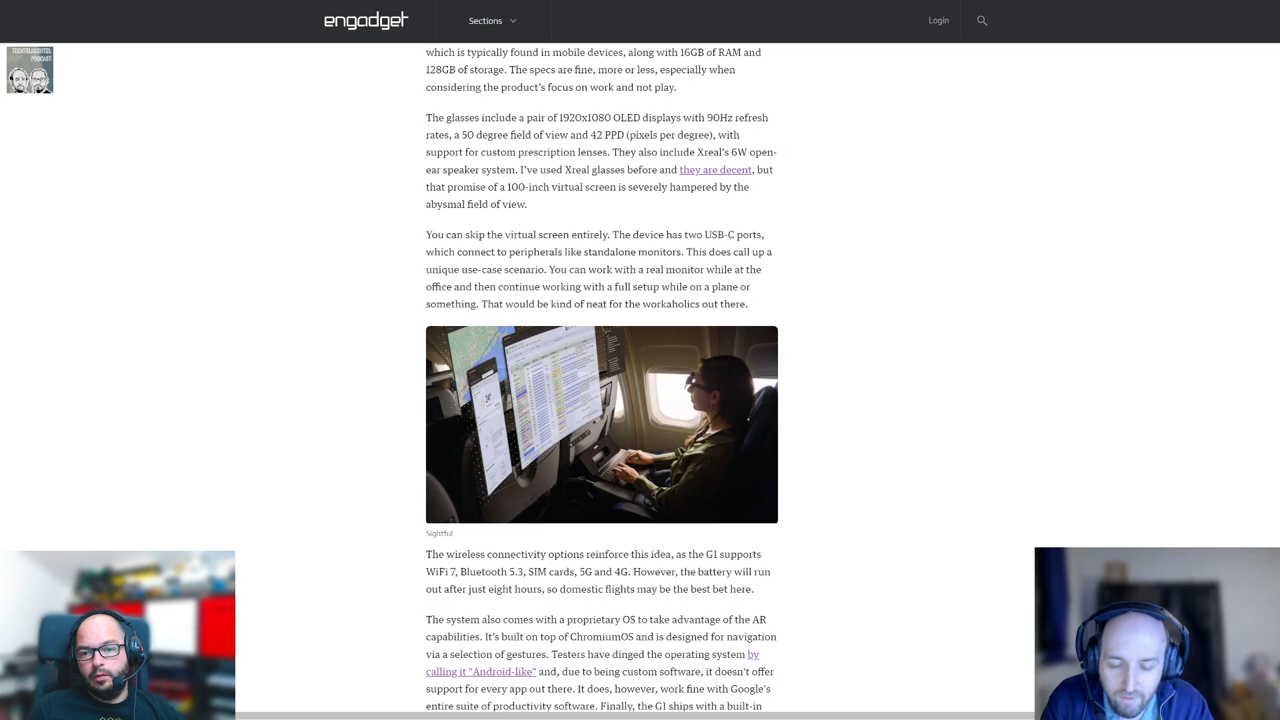 engadget
Sections
Login
PODCAST
which is typically found in mobile devices, along with 16GB of RAM and
128GB of storage. The specs are fine, more or less, especially when
considering the product's focus on work and not play.
The glasses include a pair of 1920x1080 OLED displays with 90Hz refresh
rates, a 50 degree field of view and 42 PPD (pixels per degree), with
support for custom prescription lenses. They also include Xreal's 6W open-
ear speaker system. I've used Xreal glasses before and they are decent, but
that promise of a 100-inch virtual screen is severely hampered by the
abysmal field of view.
You can skip the virtual screen entirely. The device has two USB-C ports,
which connect to peripherals like standalone monitors. This does call up a
unique use-case scenario. You can work with a real monitor while at the
office and then continue working with a full setup while on a plane or
something. That would be kind of neat for the workaholics out there.
Sightful
The wireless connectivity options reinforce this idea, as the G1 supports
WiFi 7, Bluetooth 5.3, SIM cards, 5G and 4G. However, the battery will run
out after just eight hours, so domestic flights may be the best bet here.
The system also comes with a proprietary OS to take advantage of the AR
capabilities. It's built on top of ChromiumOS and is designed for navigation
via a selection of gestures. Testers have dinged the operating system by
calling it "Android-like" and, due to being custom software, it doesn't offer
support for every app out there. It does, however, work fine with Google's
entire suite of productivity software. Finally, the G1 ships with a built-in